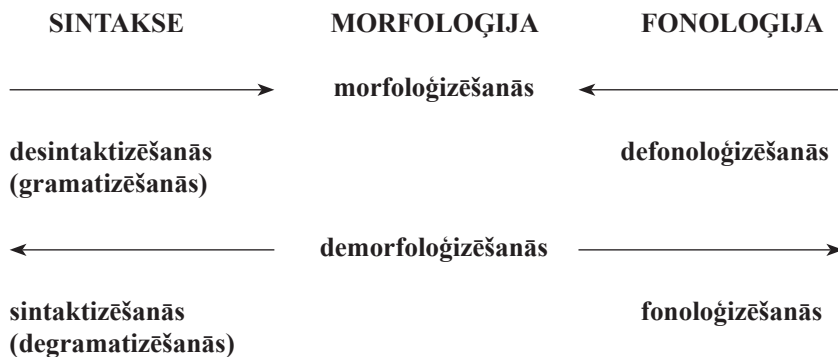 SINTAKSE MORFOLOĢIJA FONOLOĢIJA
morfoloģizēšanās
desintaktizēšanās defonoloģizēšanās
(gramatizēšanās)
demorfoloģizēšanās
sintaktizēšanās fonoloģizēšanās
(degramatizēšanās)